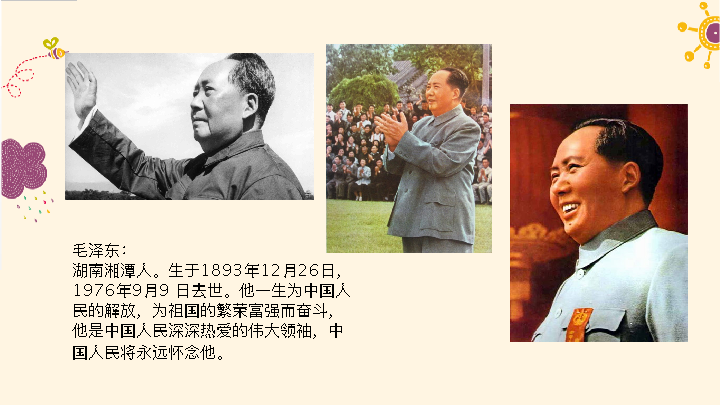 毛泽东：
湖南湘潭人。生于1893年12月26日，
1976年9月9 日去世。他一生为中国人
民的解放，为祖国的繁荣富强而奋斗，
他是中国人民深深热爱的伟大领袖，中
国人民将永远怀念他。